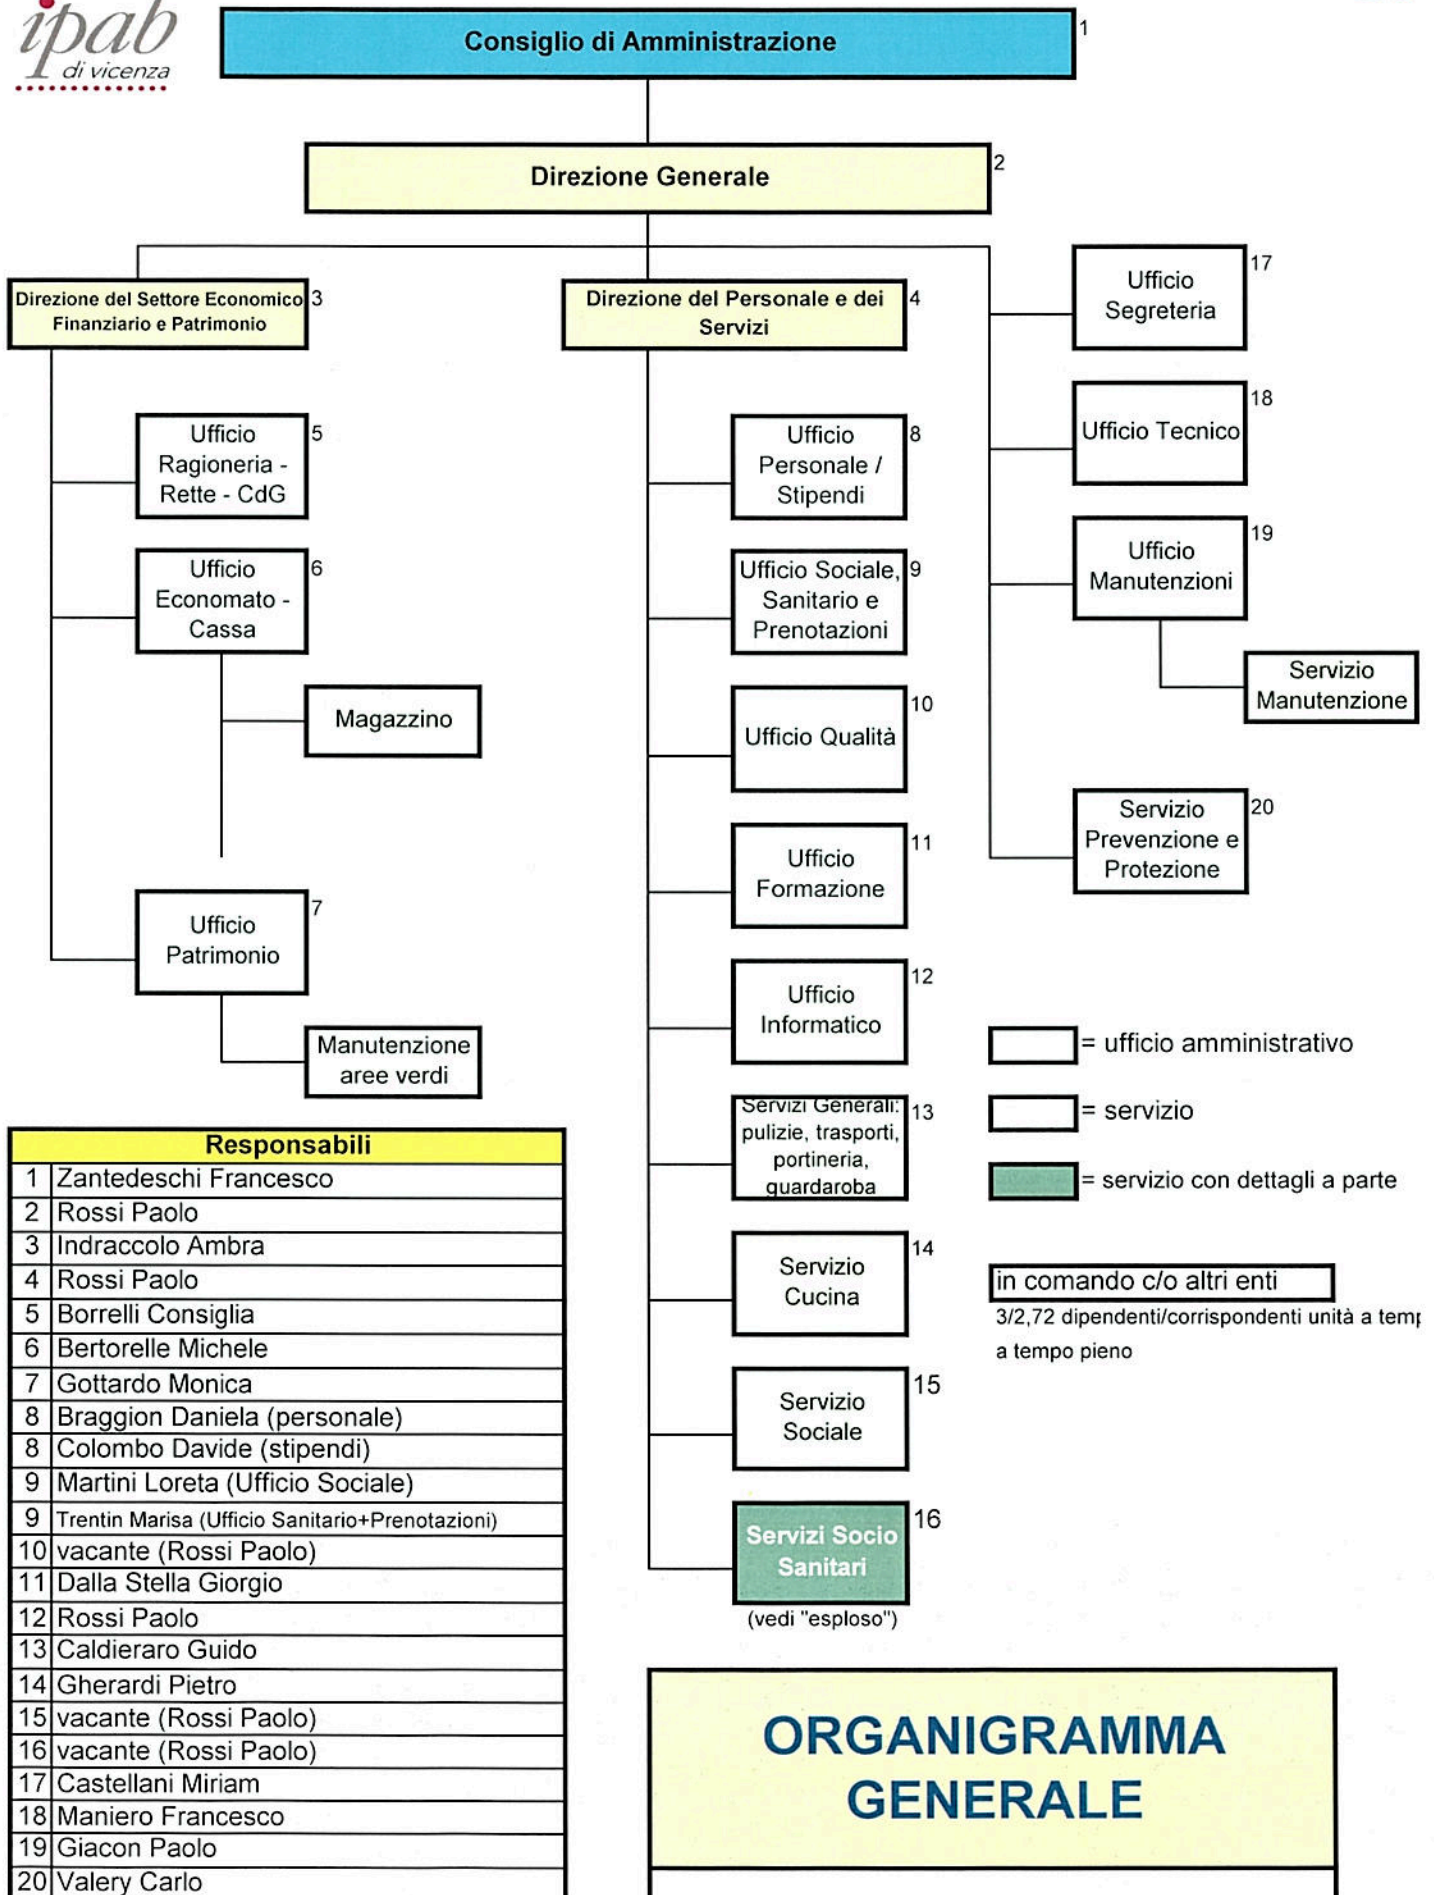 ipab
di vicenza
Consiglio di Amministrazione
1
Direzione Generale
2
Direzione del Settore Economico
Finanziario e Patrimonio
3
Direzione del Personale e dei
Servizi
4
Ufficio
Segreteria
17
Ufficio Tecnico
18
Ufficio
Ragioneria -
Rette - CdG
5
Ufficio
Personale /
Stipendi
8
Ufficio
Manutenzioni
19
Ufficio
Economato -
Cassa
6
Ufficio Sociale,
Sanitario e
Prenotazioni
9
Servizio
Manutenzione
Magazzino
Ufficio Qualità
10
Servizio
Prevenzione e
Protezione
20
Ufficio
Formazione
11
Ufficio
Patrimonio
7
Ufficio
Informatico
12
Manutenzione
aree verdi
Servizi Generali:
pulizie, trasporti,
portineria,
guardaroba
13
Servizio
Cucina
14
Servizio
Sociale
15
Servizi Socio
Sanitari
16
(vedi "esploso")
= ufficio amministrativo
= servizio
= servizio con dettagli a parte
in comando c/o altri enti
3/2,72 dipendenti/corrispondenti unità a temp
a tempo pieno
Responsabili
1 Zantedeschi Francesco
2 Rossi Paolo
3 Indraccolo Ambra
4 Rossi Paolo
5 Borrelli Consiglia
6 Bertorelle Michele
7 Gottardo Monica
8 Braggion Daniela (personale)
8 Colombo Davide (stipendi)
9 Martini Loreta (Ufficio Sociale)
9 Trentin Marisa (Ufficio Sanitario+Prenotazioni)
10 vacante (Rossi Paolo)
11 Dalla Stella Giorgio
12 Rossi Paolo
13 Caldieraro Guido
14 Gherardi Pietro
15 vacante (Rossi Paolo)
16 vacante (Rossi Paolo)
17 Castellani Miriam
18 Maniero Francesco
19 Giacon Paolo
20 Valery Carlo
ORGANIGRAMMA
GENERALE